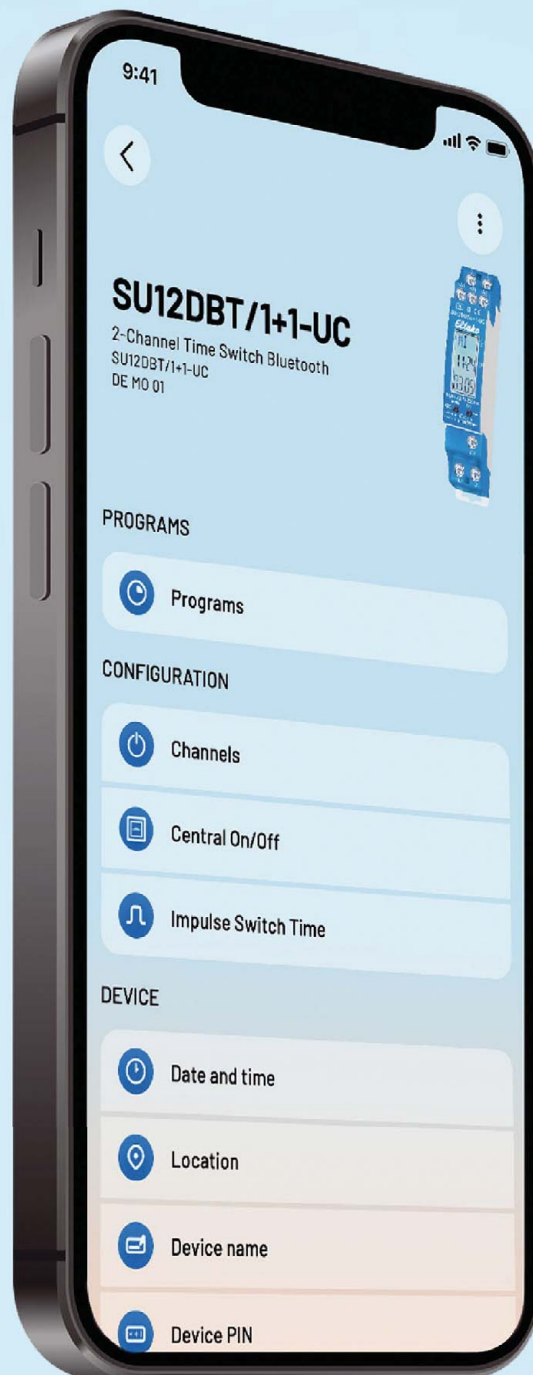 9:41
SU12DBT/1+1-UC
2-Channel Time Switch Bluetooth
SU12DBT/1+1-UC
DE MO 01
Eltako
PROGRAMS
Programs
CONFIGURATION
Channels
Central On/Off
Impulse Switch Time
DEVICE
Date and time
Location
Device name
Device PIN